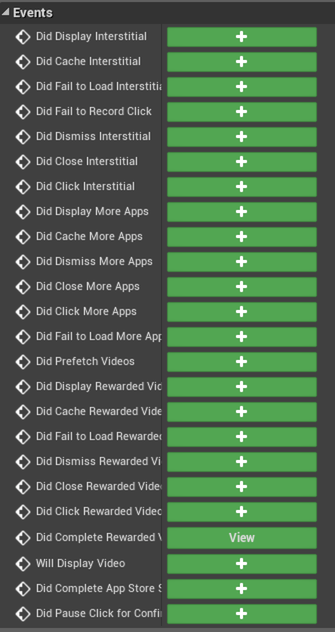 Events
Did Display Interstitial
Did Cache Interstitial
Did Fail to Load Interstitia
Did Fail to Record Click
Did Dismiss Interstitial
Did Close Interstitial
Did Click Interstitial
Did Display More Apps
Did Cache More Apps
Did Dismiss More Apps
Did Close More Apps
Did Click More Apps
Did Fail to Load More App
Did Prefetch Videos
Did Display Rewarded Vid
Did Cache Rewarded Vide
Did Fail to Load Rewarded
Did Dismiss Rewarded Vi
Did Close Rewarded Video
Did Click Rewarded Video
Did Complete Rewarded V View
Will Display Video
Did Complete App Store S
Did Pause Click for Confi